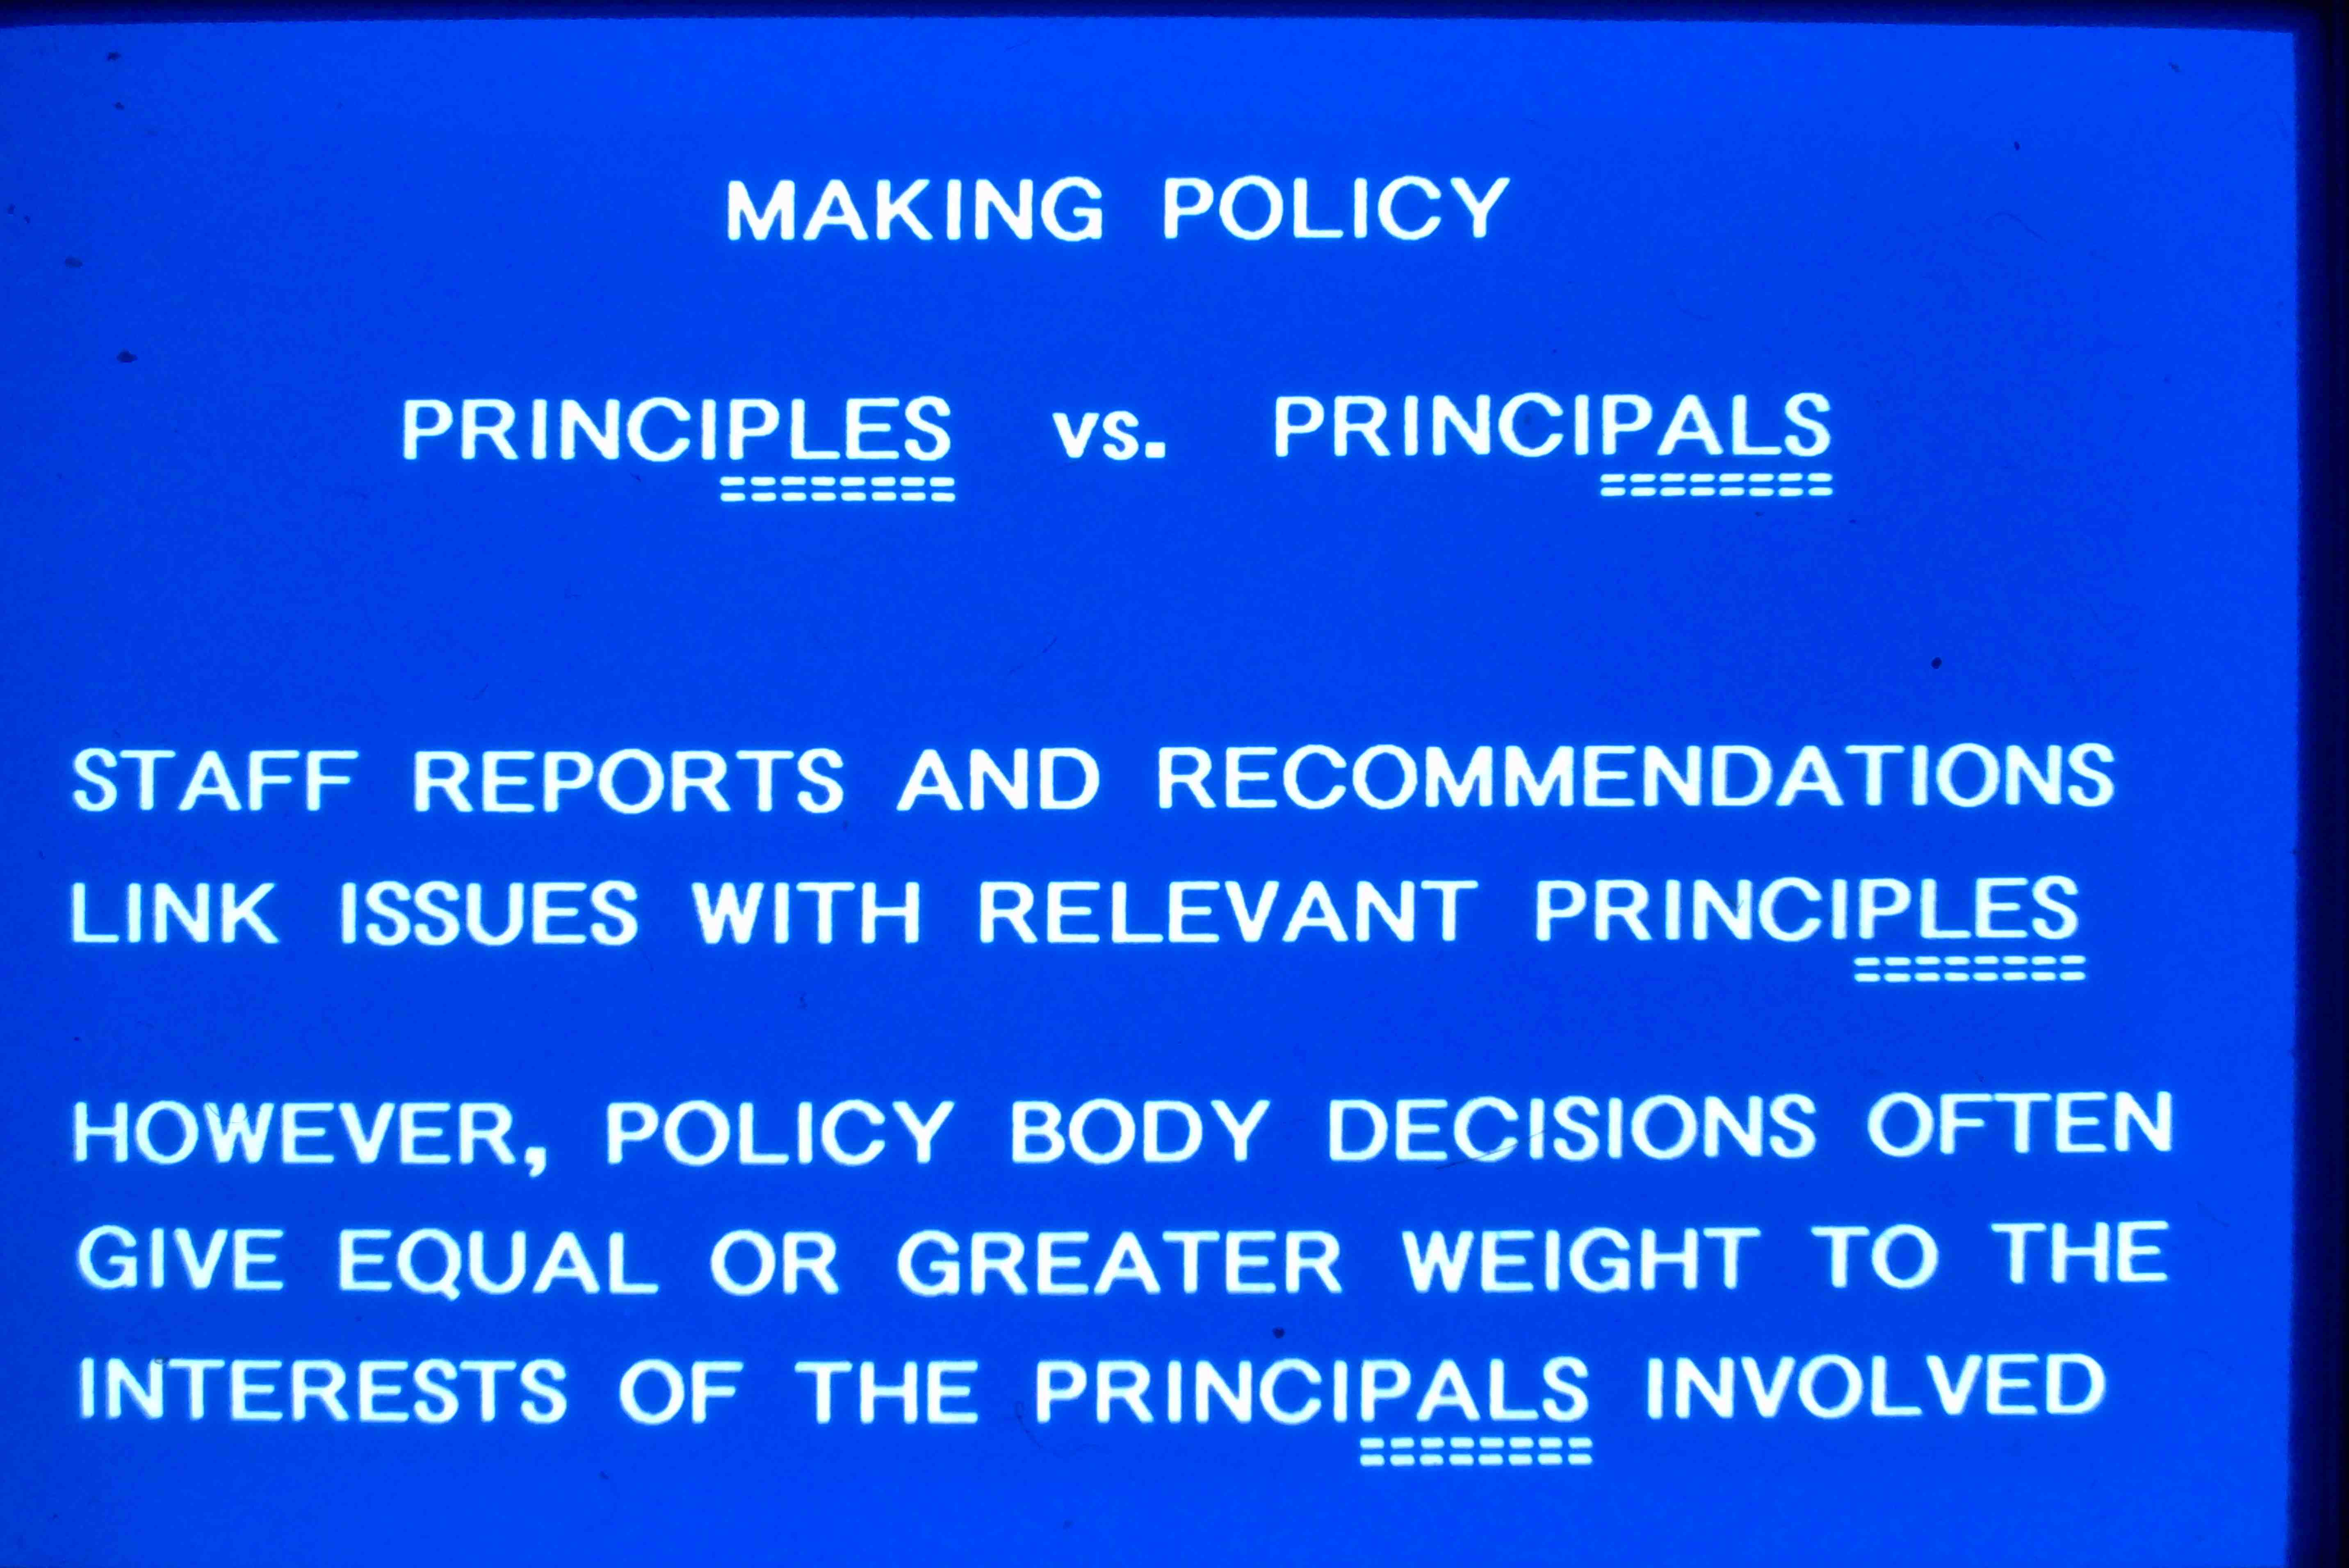 MAKING POLICY
PRINCIPLES vs. PRINCIPALS
STAFF REPORTS AND RECOMMENDATIONS
LINK ISSUES WITH RELEVANT PRINCIPLES
HOWEVER, POLICY BODY DECISIONS OFTEN
GIVE EQUAL OR GREATER WEIGHT TO THE
INTERESTS OF THE PRINCIPALS INVOLVED